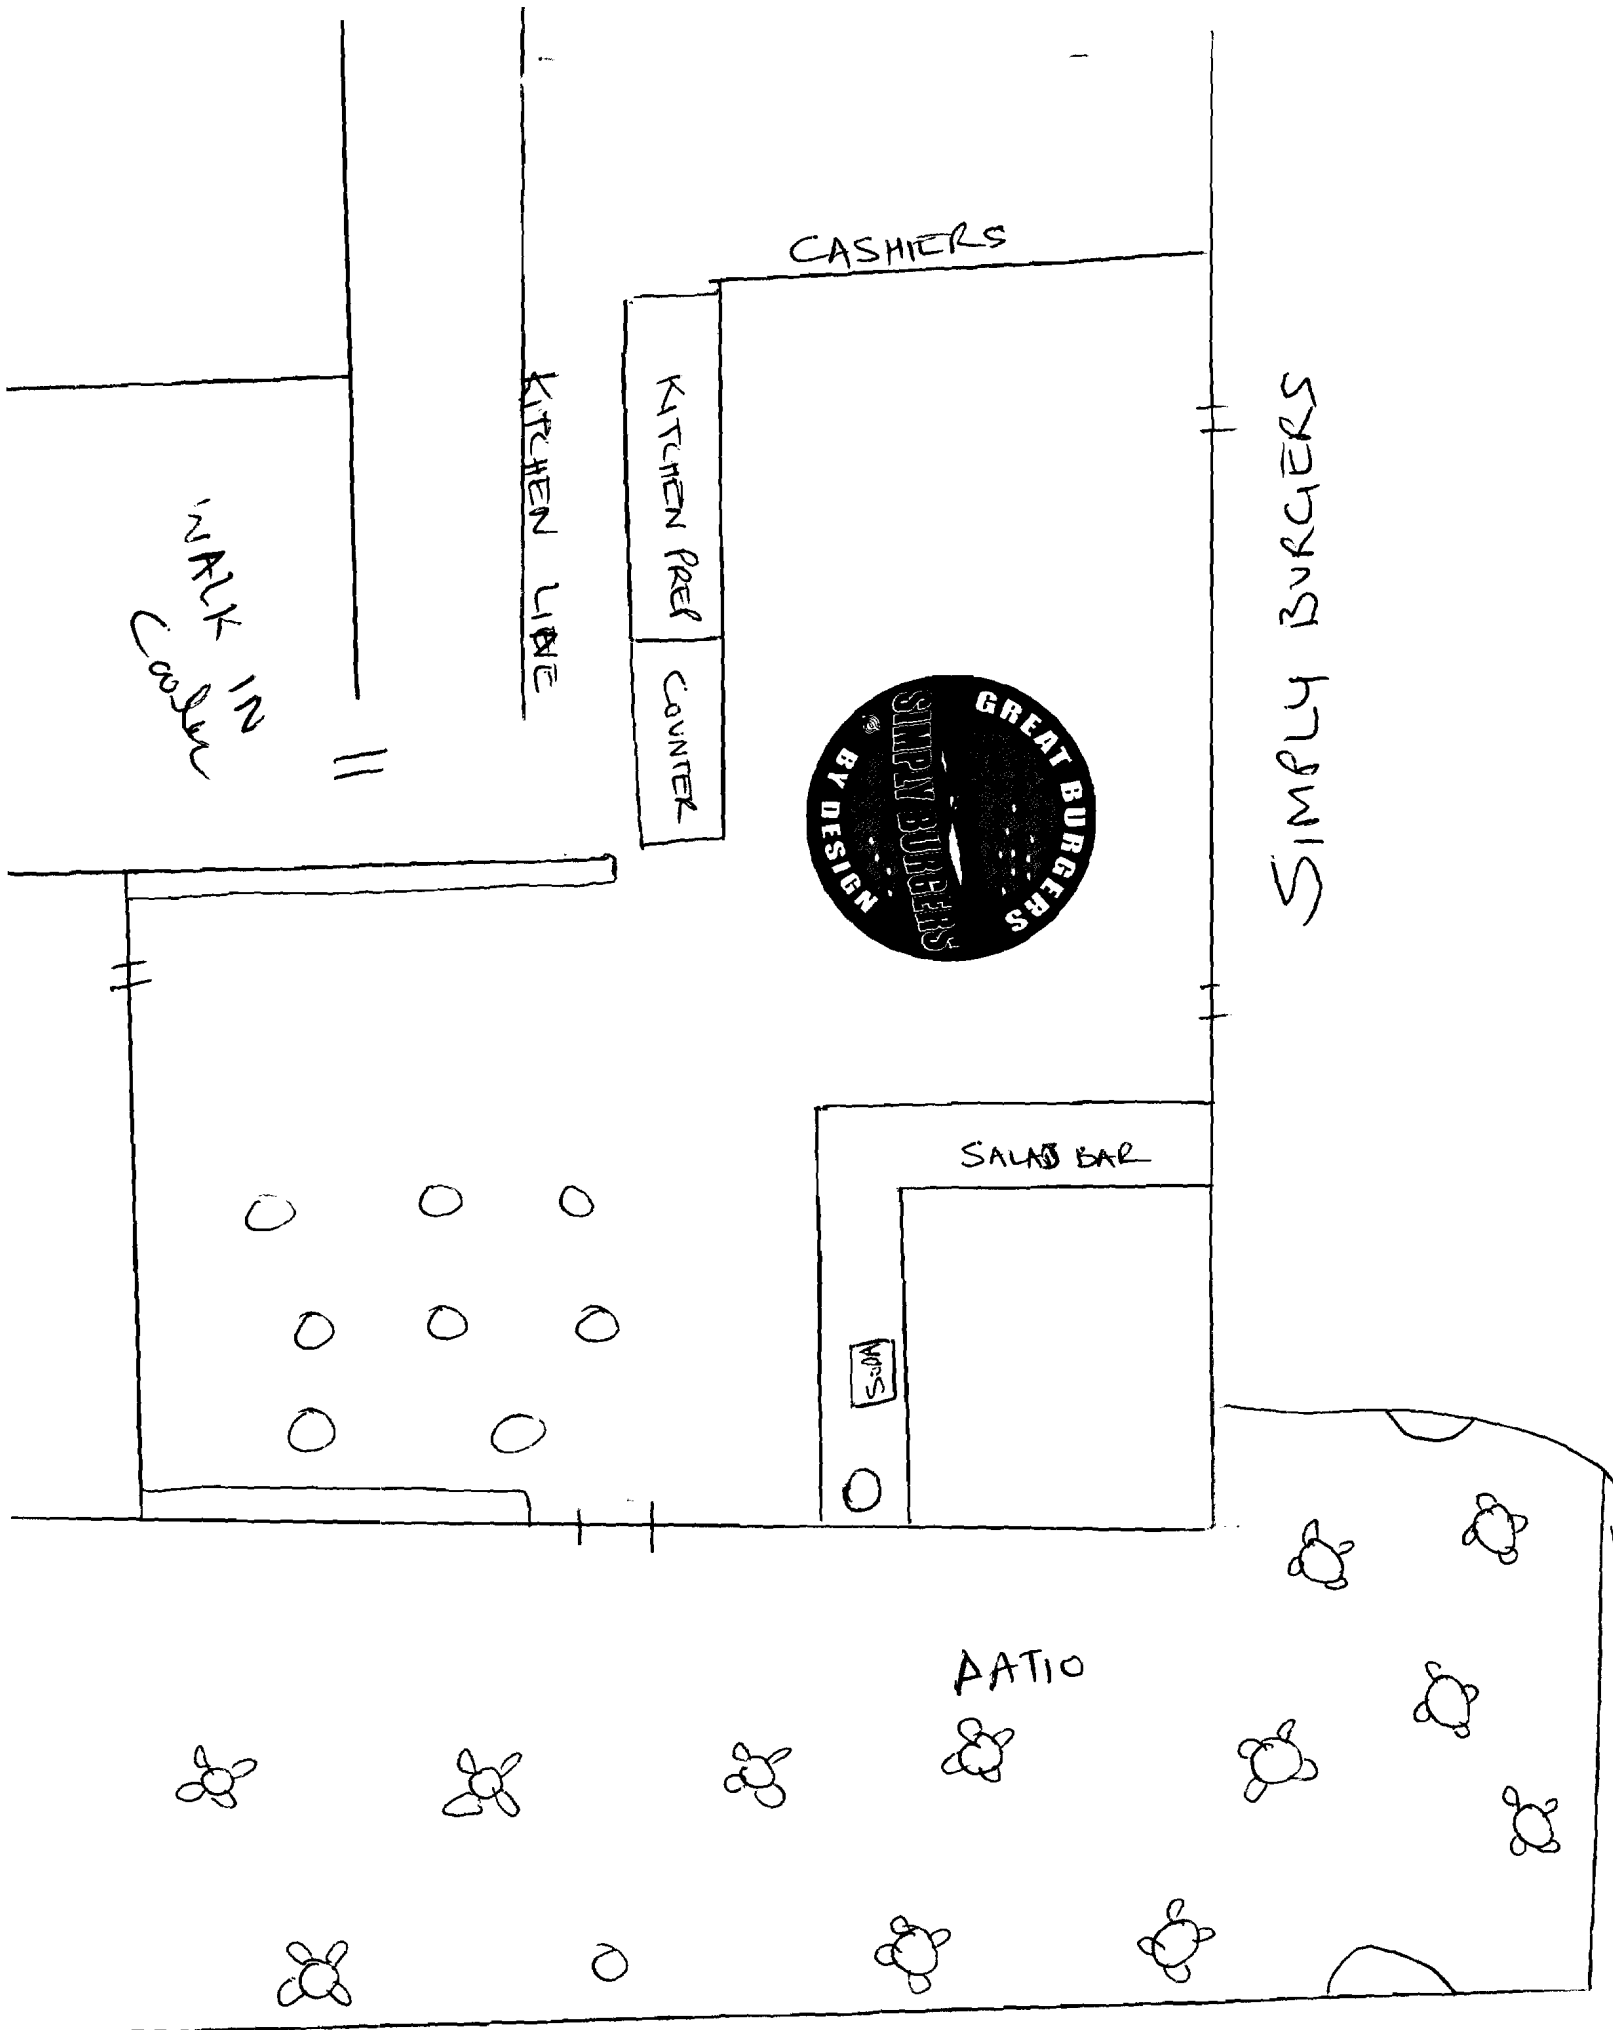 CASHIERS
KITCHEN LINE
KITCHEN PREP
COUNTER
WALK IN
Cooler
SIMPLY BURGERS
GREAT BURGERS
SIMPLY BURGERS
BY DESIGN
SALAD BAR
SODA
PATIO